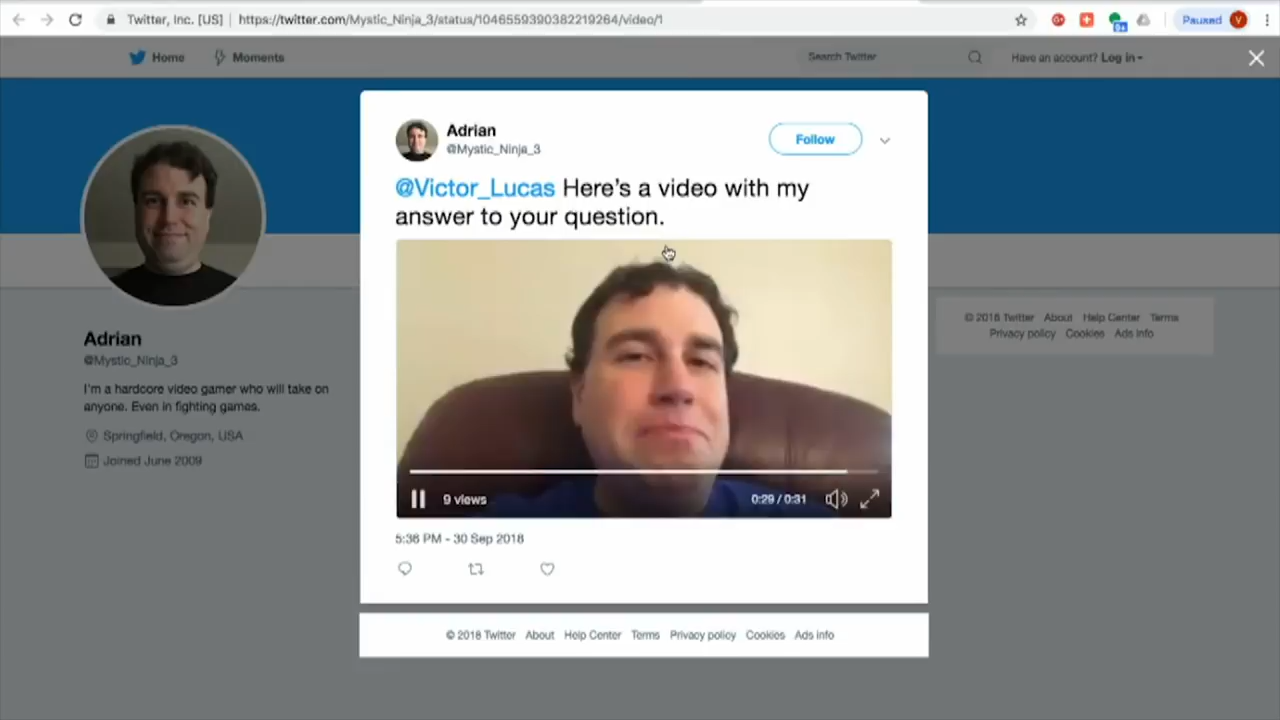 Twitter, Inc. [US] https://twitter.com/Mystic_Ninja_3/status/1046559390382219264/video/1
Paused V
Home Moments Search Twitter Have an account? Log in
Adrian
@Mystic_Ninja_3
Follow
@Victor_Lucas Here's a video with my
answer to your question.
9 views 0:29 / 0:31
5:36 PM - 30 Sep 2018
© 2018 Twitter About Help Center Terms Privacy policy Cookies Ads info
Adrian
@Mystic_Ninja_3
I'm a hardcore video gamer who will take on
anyone. Even in fighting games.
Springfield, Oregon, USA
Joined June 2009
© 2018 Twitter About Help Center Terms
Privacy policy Cookies Ads info